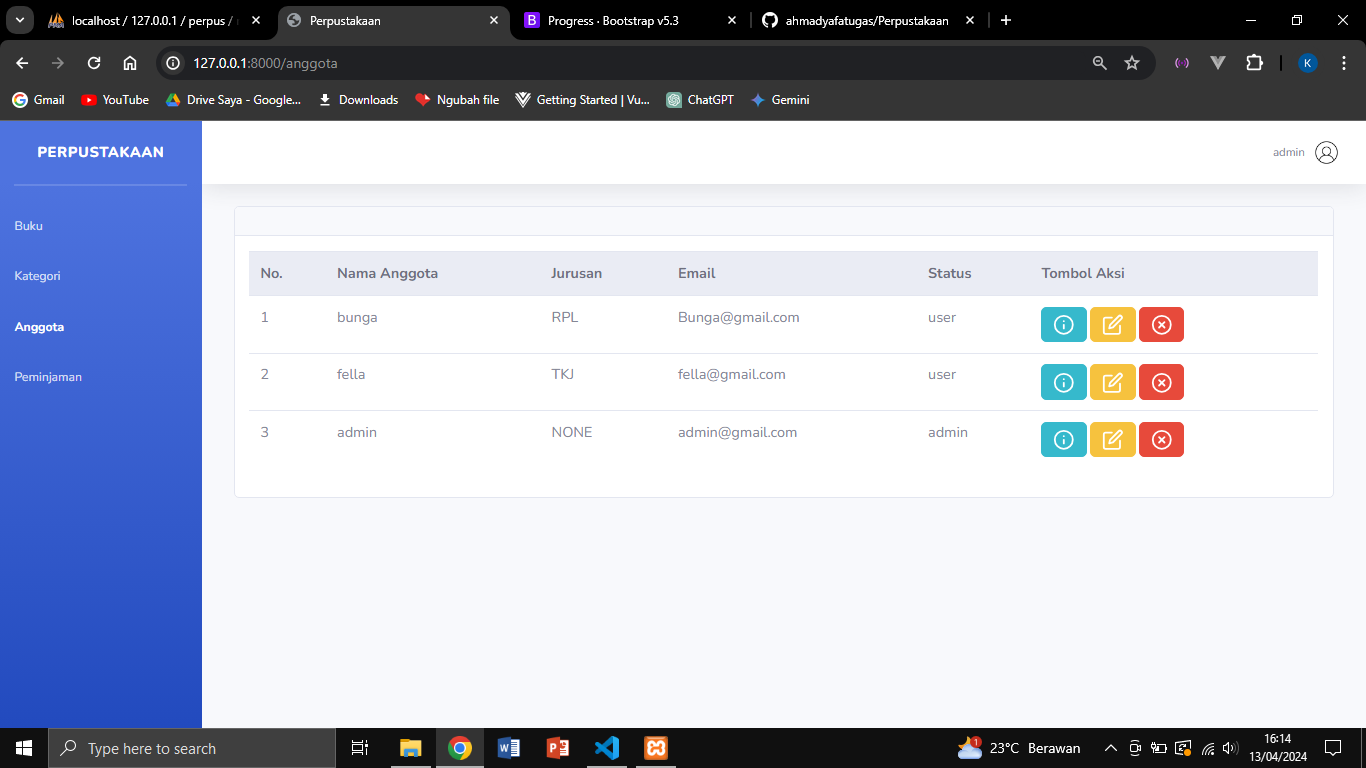 localhost / 127.0.0.1 / perpus /
Perpustakaan
Progress · Bootstrap v5.3
ahmadyafatugas/Perpustakaan
127.0.0.1:8000/anggota
K
Gmail
YouTube
Drive Saya - Google...
Downloads
Ngubah file
Getting Started | Vu...
ChatGPT
Gemini
PERPUSTAKAAN
admin
Buku
Kategori
Anggota
Peminjaman
No. Nama Anggota Jurusan Email Status Tombol Aksi
1 bunga RPL Bunga@gmail.com user
2 fella TKJ fella@gmail.com user
3 admin NONE admin@gmail.com admin
Type here to search
1
23°C Berawan
16:14
13/04/2024